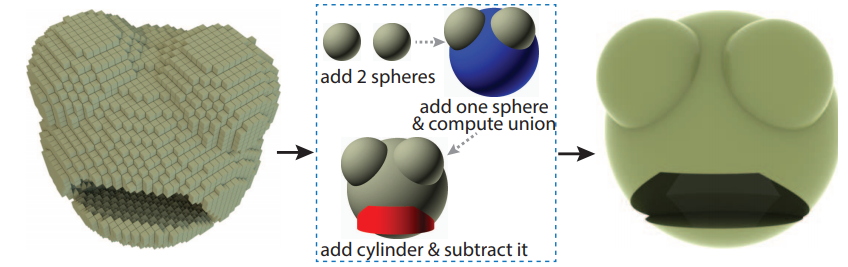 add 2 spheres
add one sphere
& compute union
add cylinder & subtract it